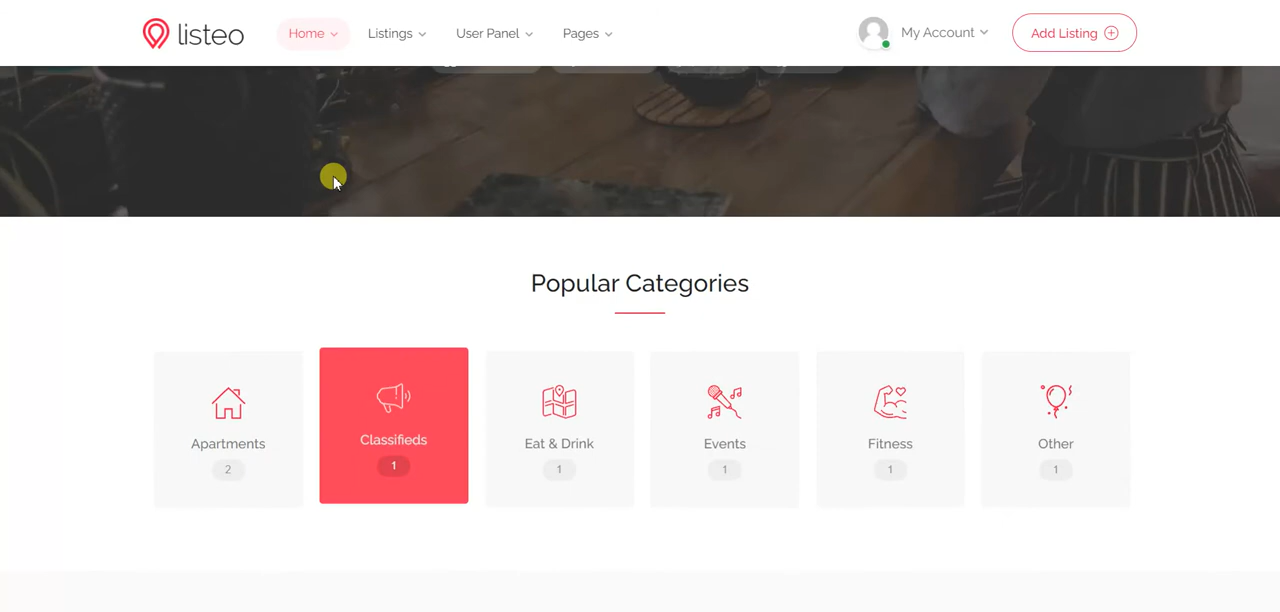 listeo
Home
Listings
User Panel
Pages
My Account
Add Listing
Popular Categories
Apartments
Classifieds
Eat & Drink
Events
Fitness
Other
2
1
1
1
1
1